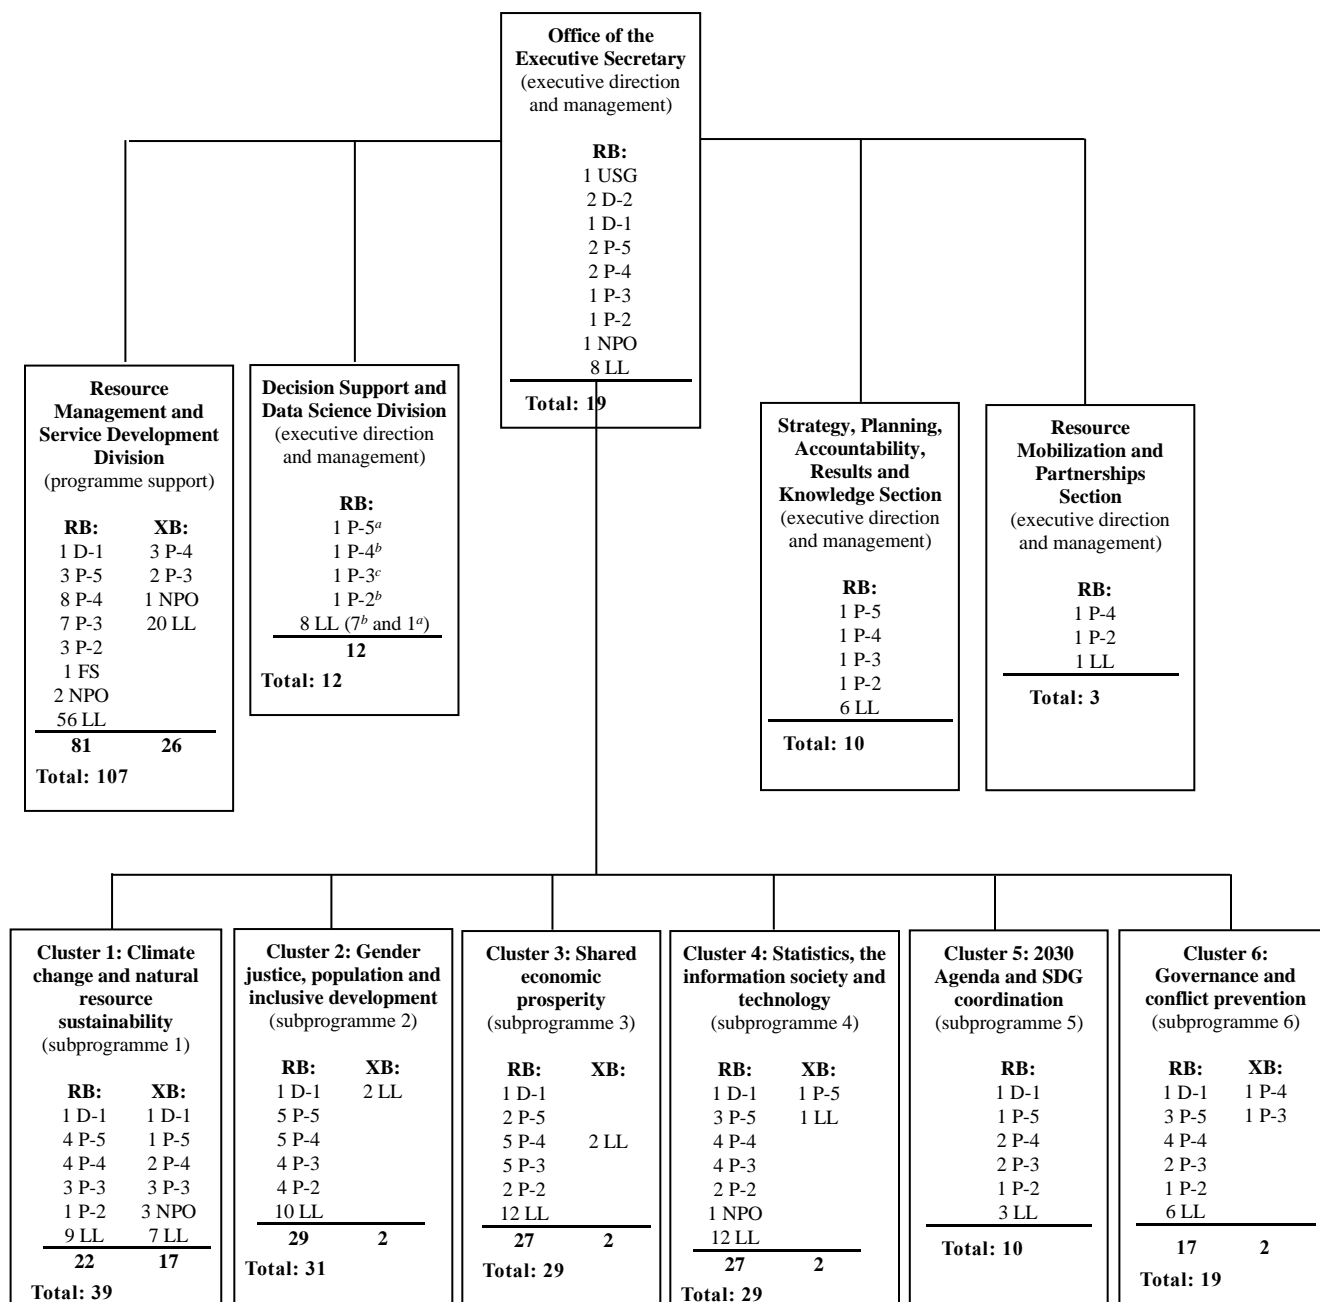 Office of the
Executive Secretary
(executive direction
and management)
RB:
1 USG
2 D-2
1 D-1
2 P-5
2 P-4
1 P-3
1 P-2
1 NPO
8 LL
Total: 19
Resource
Management and
Service Development
Division
(programme support)
RB: XB:
1 D-1 3 P-4
3 P-5 2 P-3
8 P-4 1 NPO
7 P-3 20 LL
3 P-2
1 FS
2 NPO
56 LL
81 26
Total: 107
Decision Support and
Data Science Division
(executive direction
and management)
RB:
1 P-5a
1 P-4b
1 P-3c
1 P-2b
8 LL (7b and 1a)
12
Total: 12
Strategy, Planning,
Accountability,
Results and
Knowledge Section
(executive direction
and management)
RB:
1 P-5
1 P-4
1 P-3
1 P-2
6 LL
Total: 10
Resource
Mobilization and
Partnerships
Section
(executive direction
and management)
RB:
1 P-4
1 P-2
1 LL
Total: 3
Cluster 1: Climate
change and natural
resource
sustainability
(subprogramme 1)
RB: XB:
1 D-1 1 D-1
4 P-5 1 P-5
4 P-4 2 P-4
3 P-3 3 P-3
1 P-2 3 NPO
9 LL 7 LL
22 17
Total: 39
Cluster 2: Gender
justice, population and
inclusive development
(subprogramme 2)
RB: XB:
1 D-1 2 LL
5 P-5
5 P-4
4 P-3
4 P-2
10 LL
29 2
Total: 31
Cluster 3: Shared
economic
prosperity
(subprogramme 3)
RB: XB:
1 D-1
2 P-5
5 P-4 2 LL
5 P-3
2 P-2
12 LL
27 2
Total: 29
Cluster 4: Statistics, the
information society and
technology
(subprogramme 4)
RB: XB:
1 D-1 1 P-5
3 P-5 1 LL
4 P-4
4 P-3
2 P-2
1 NPO
12 LL
27 2
Total: 29
Cluster 5: 2030
Agenda and SDG
coordination
(subprogramme 5)
RB:
1 D-1
1 P-5
2 P-4
2 P-3
1 P-2
3 LL
Total: 10
Cluster 6:
Governance and
conflict prevention
(subprogramme 6)
RB: XB:
1 D-1 1 P-4
3 P-5 1 P-3
4 P-4
2 P-3
1 P-2
6 LL
17 2
Total: 19